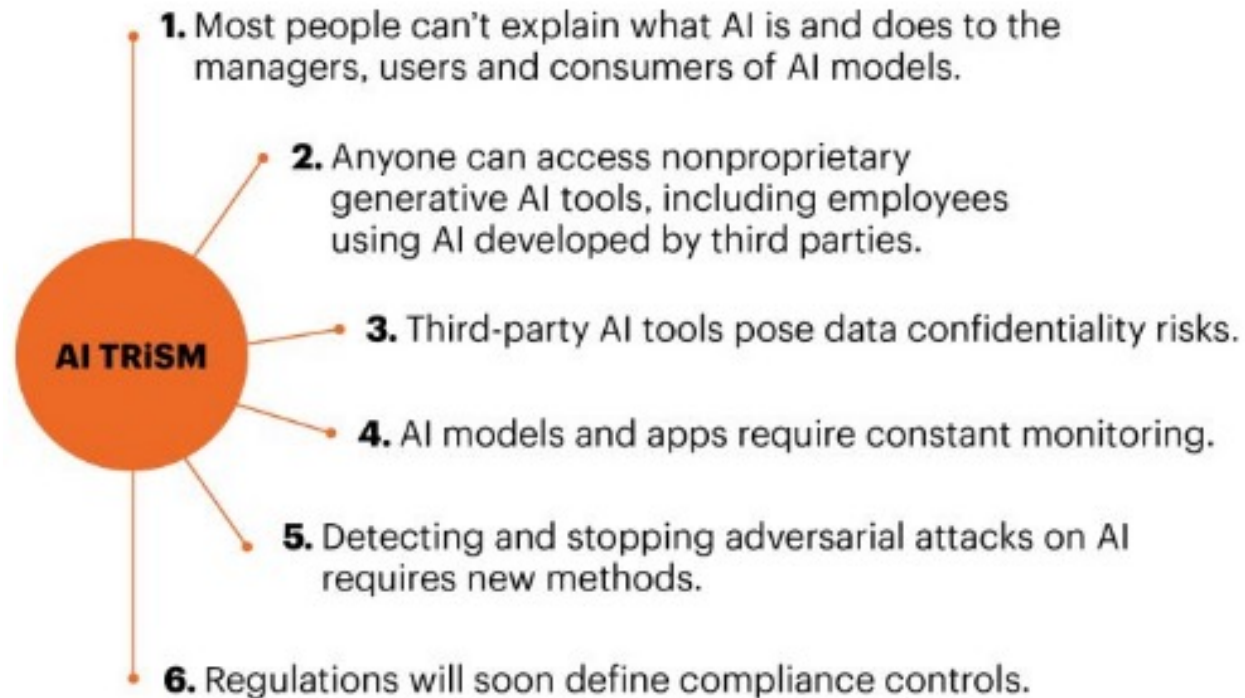 1. Most people can’t explain what AI is and does to the
managers, users and consumers of AI models.
2. Anyone can access nonproprietary
generative AI tools, including employees
using AI developed by third parties.
3. Third-party AI tools pose data confidentiality risks.
AI TRiSM
4. AI models and apps require constant monitoring.
5. Detecting and stopping adversarial attacks on AI
requires new methods.
6. Regulations will soon define compliance controls.